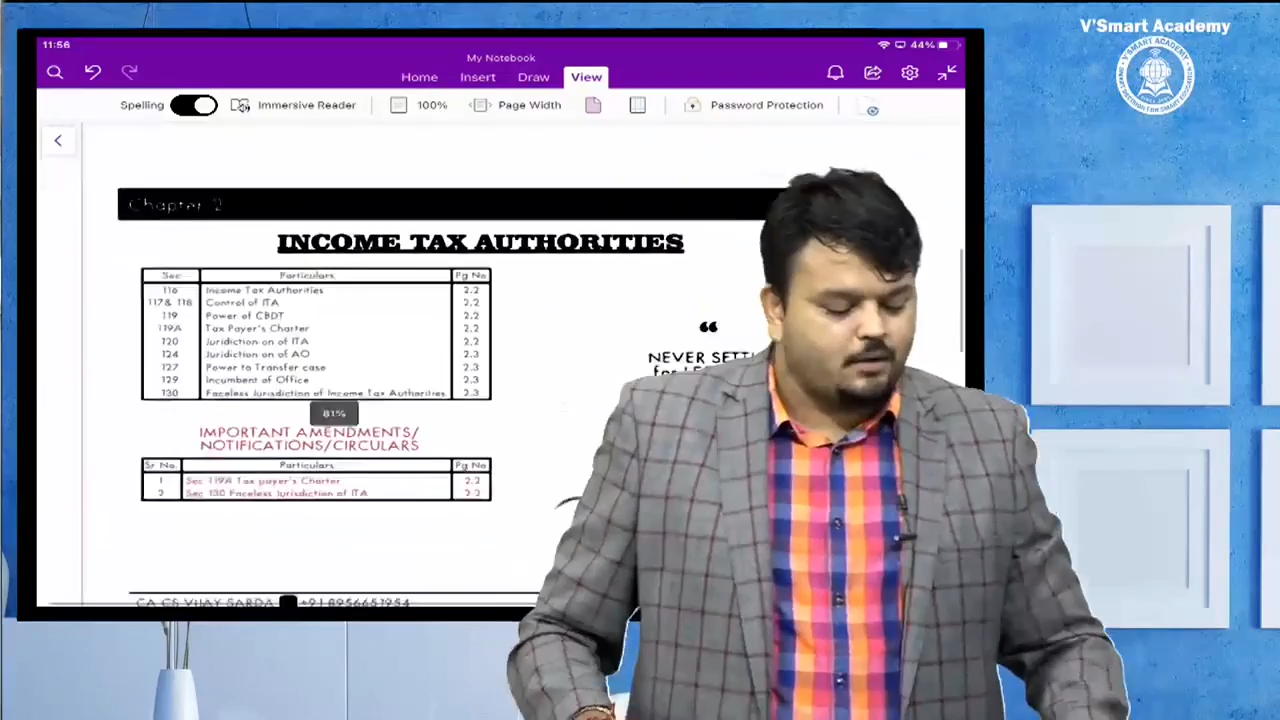 V'Smart Academy
11:56
44%
My Notebook
Home Insert Draw View
Spelling Immersive Reader 100% Page Width Password Protection
Chapter 2
INCOME TAX AUTHORITIES
Sec Particulars Pg No
116 Income Tax Authorities 2.2
117& 118 Control of ITA 2.2
119 Power of CBDT 2.2
119A Tax Payer's Charter 2.2
120 Juridiction on of ITA 2.2
124 Juridiction on of AO 2.3
127 Power to Transfer case 2.3
129 Incumbent of Office 2.3
130 Faceless Jurisdiction of Income Tax Authorities 2.3
81%
“
NEVER
IMPORTANT AMENDMENTS/
NOTIFICATIONS/CIRCULARS
Sr No. Particulars Pg No
1 Sec 119A Tax payer's Charter 2.2
2 Sec 130 Faceless Jurisdiction of ITA 2.2
CA CS VIJAY SARDA +91 8956651954